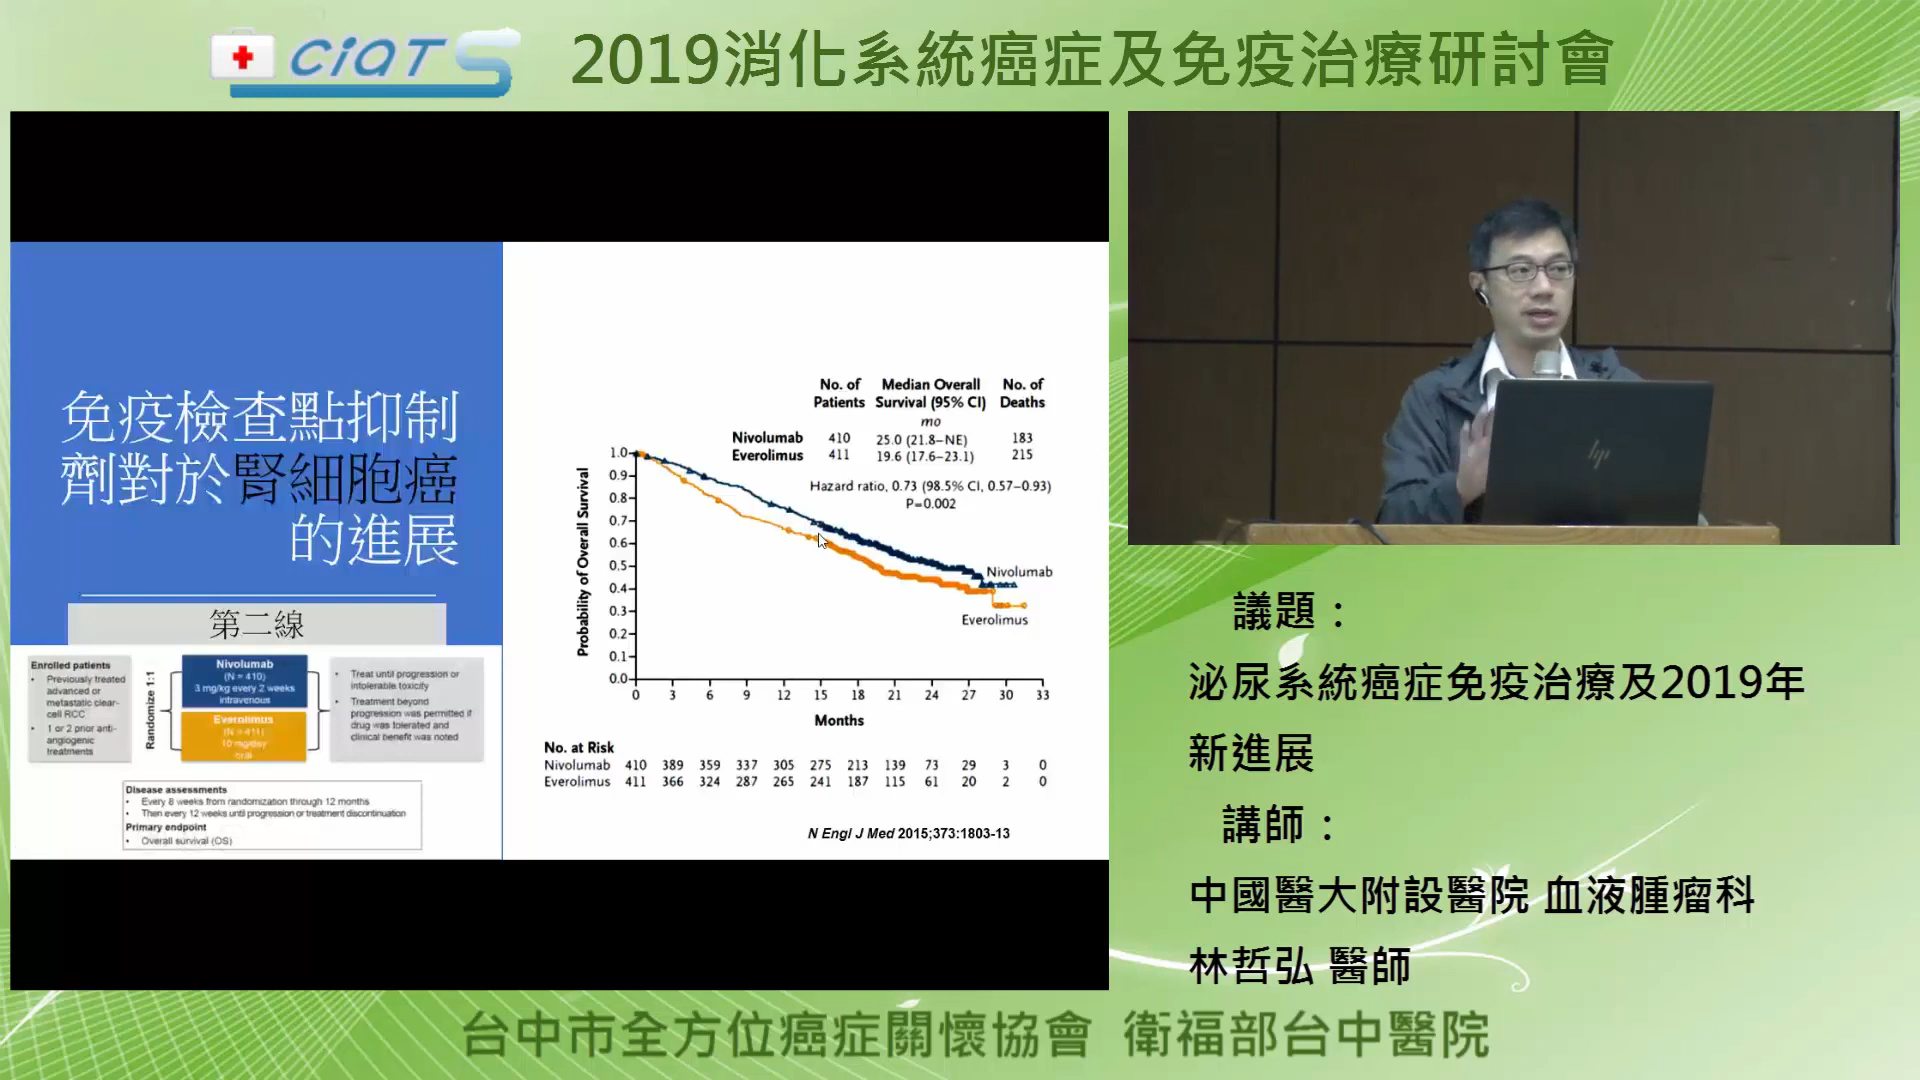 CiATS
2019消化系統癌症及免疫治療研討會
免疫檢查點抑制
劑對於腎細胞癌
的進展
第二線
Enrolled patients
• Previously treated
advanced or
metastatic clear-
cell RCC
• 1 or 2 prior anti-
angiogenic
treatments
Randomize 1:1
Nivolumab
(N = 410)
3 mg/kg every 2 weeks
intravenous
Everolimus
(N = 411)
10 mg/day
oral
• Treat until progression or
intolerable toxicity
• Treatment beyond
progression was permitted if
drug was tolerated and
clinical benefit was noted
Disease assessments
• Every 8 weeks from randomization through 12 months
• Then every 12 weeks until progression or treatment discontinuation
Primary endpoint
• Overall survival (OS)
No. of Patients Median Overall Survival (95% CI) No. of Deaths
mo
Nivolumab 410 25.0 (21.8–NE) 183
Everolimus 411 19.6 (17.6–23.1) 215
Hazard ratio, 0.73 (98.5% CI, 0.57–0.93)
P=0.002
Probability of Overall Survival
1.0
0.9
0.8
0.7
0.6
0.5
0.4
0.3
0.2
0.1
0.0
Nivolumab
Everolimus
0 3 6 9 12 15 18 21 24 27 30 33
Months
No. at Risk
Nivolumab 410 389 359 337 305 275 213 139 73 29 3 0
Everolimus 411 366 324 287 265 241 187 115 61 20 2 0
N Engl J Med 2015;373:1803-13
hp
議題：
泌尿系統癌症免疫治療及2019年
新進展
講師：
中國醫大附設醫院 血液腫瘤科
林哲弘 醫師
台中市全方位癌症關懷協會 衛福部台中醫院